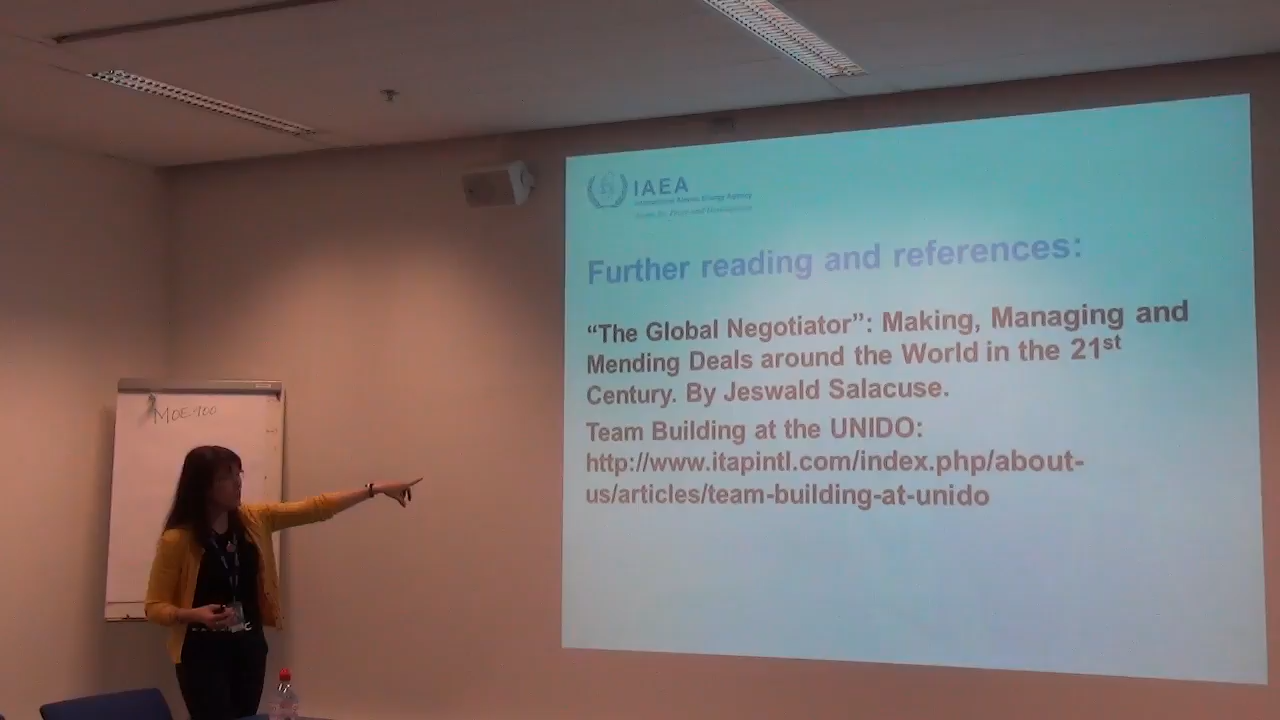 MOE-100
IAEA
International Atomic Energy Agency
Further reading and references:
“The Global Negotiator”: Making, Managing and
Mending Deals around the World in the 21st
Century. By Jeswald Salacuse.
Team Building at the UNIDO:
http://www.itapintl.com/index.php/about-
us/articles/team-building-at-unido